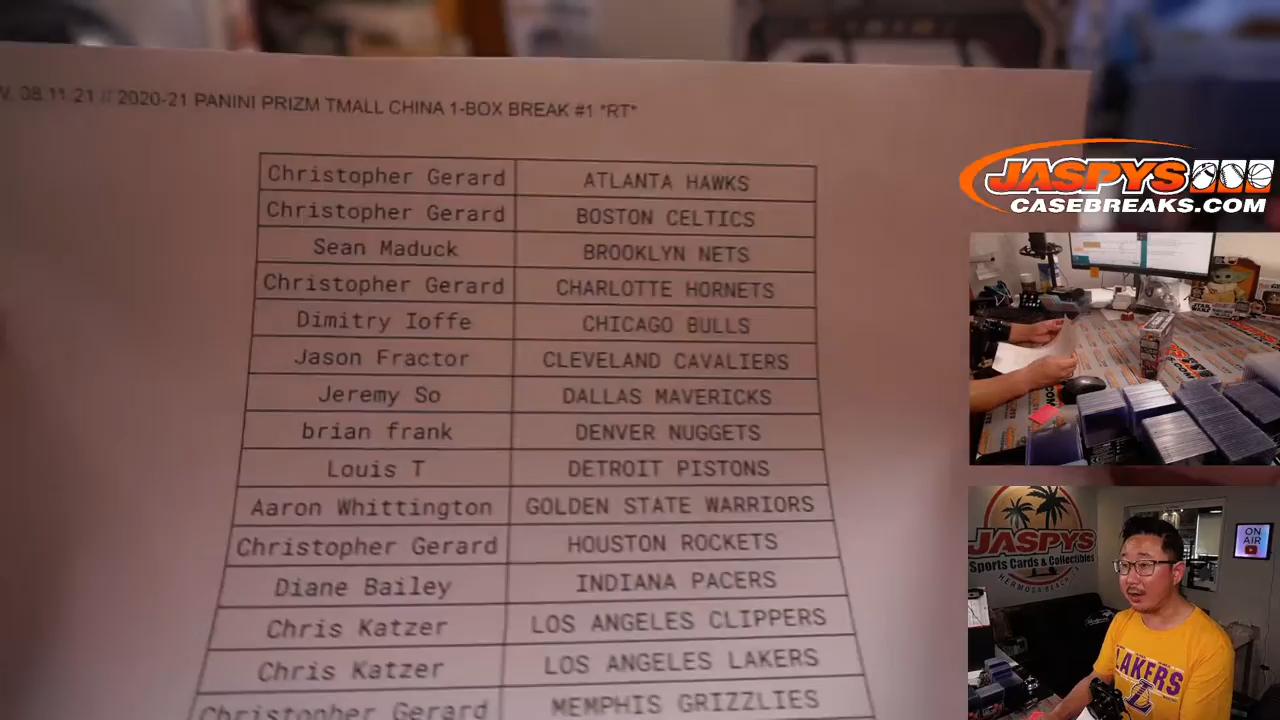 08.11.21 // 2020-21 PANINI PRIZM TMALL CHINA 1-BOX BREAK #1 "RT"
Christopher Gerard ATLANTA HAWKS
Christopher Gerard BOSTON CELTICS
Sean Maduck BROOKLYN NETS
Christopher Gerard CHARLOTTE HORNETS
Dimitry Ioffe CHICAGO BULLS
Jason Fractor CLEVELAND CAVALIERS
Jeremy So DALLAS MAVERICKS
brian frank DENVER NUGGETS
Louis T DETROIT PISTONS
Aaron Whittington GOLDEN STATE WARRIORS
Christopher Gerard HOUSTON ROCKETS
Diane Bailey INDIANA PACERS
Chris Katzer LOS ANGELES CLIPPERS
Chris Katzer LOS ANGELES LAKERS
Christopher Gerard MEMPHIS GRIZZLIES
JASPYS
CASEBREAKS.COM
JASPYS
Sports Cards & Collectibles
HERMOSA BEACH, CA
ON
AIR
LAKERS